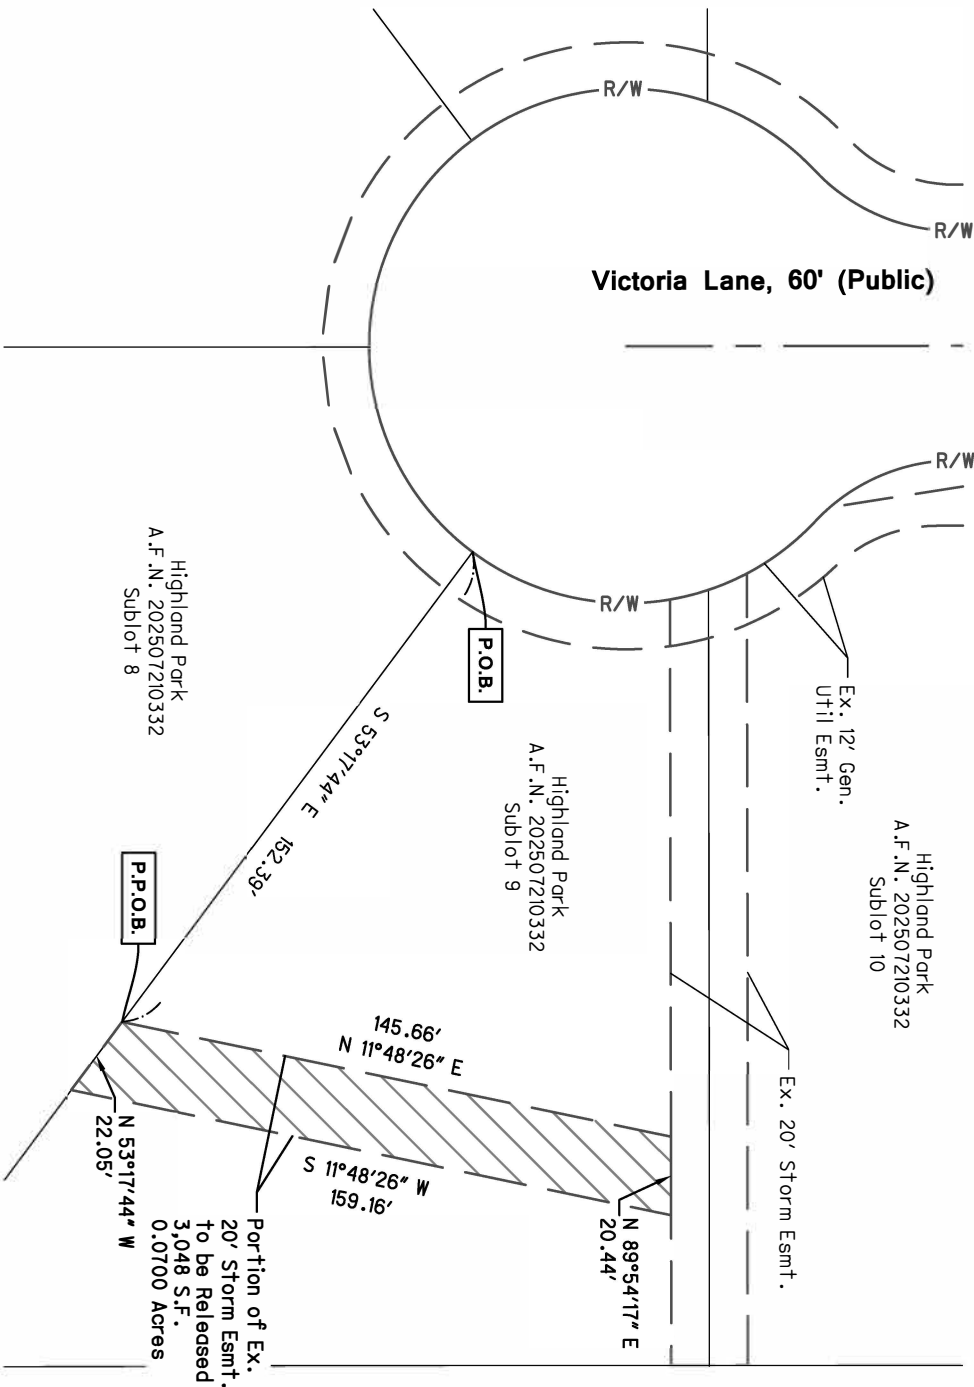 R/W
R/W
Victoria Lane, 60' (Public)
R/W
R/W
P.O.B.
Ex. 12' Gen.
Util Esmt.
Highland Park
A.F.N. 202507210332
Sublot 8
Highland Park
A.F.N. 202507210332
Sublot 9
Highland Park
A.F.N. 202507210332
Sublot 10
S 53°17'44" E 152.39'
P.P.O.B.
145.66'
N 11°48'26" E
S 11°48'26" W
159.16'
Ex. 20' Storm Esmt.
N 53°17'44" W
22.05'
N 89°54'17" E
20.44'
Portion of Ex.
20' Storm Esmt.
to be Released
3,048 S.F.
0.0700 Acres